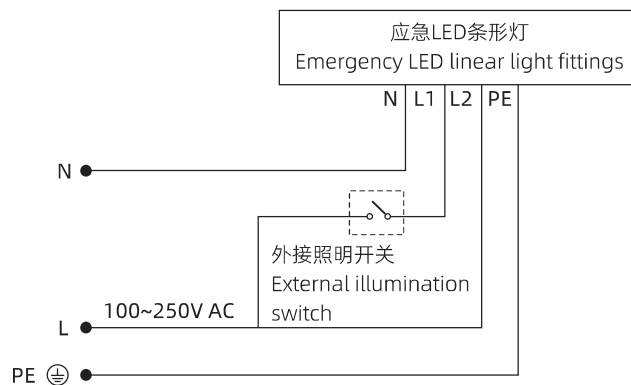 应急LED条形灯
Emergency LED linear light fittings
N L1 L2 PE
N
外接照明开关
External illumination
switch
100~250V AC
L
PE